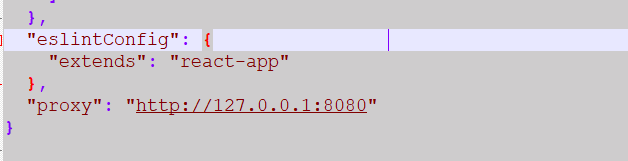 },
"eslintConfig": {
"extends": "react-app"
},
"proxy": "http://127.0.0.1:8080"
}